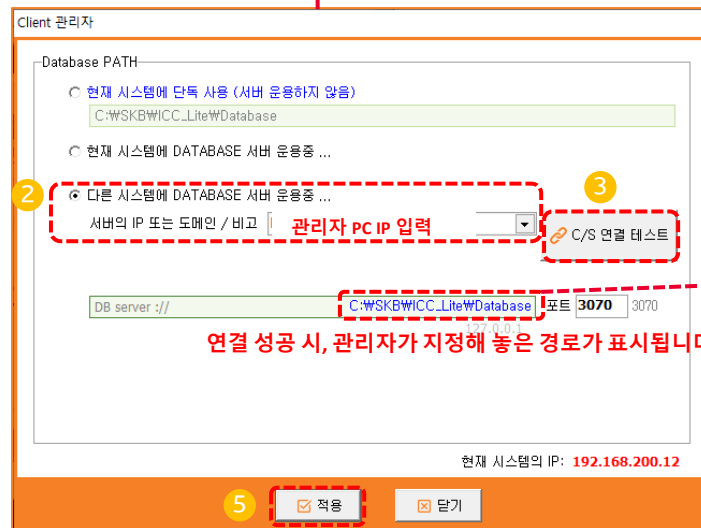 Client 관리자
Database PATH
현재 시스템에 단독 사용 (서버 운용하지 않음)
C:₩SKB₩ICC_Lite₩Database
현재 시스템에 DATABASE 서버 운용중 ...
2
다른 시스템에 DATABASE 서버 운용중 ...
3
서버의 IP 또는 도메인 / 비고
관리자 PC IP 입력
C/S 연결 테스트
DB server ://
C:₩SKB₩ICC_Lite₩Database
포트 3070 3070
127.0.0.1
연결 성공 시, 관리자가 지정해 놓은 경로가 표시됩니다
현재 시스템의 IP: 192.168.200.12
5
적용
닫기